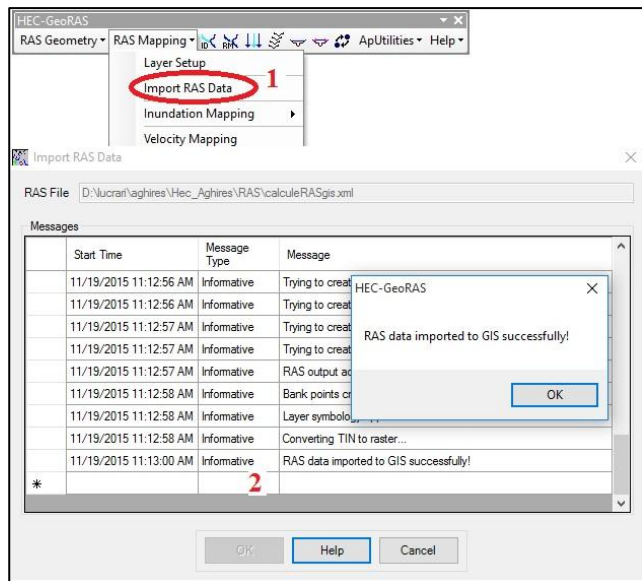 HEC-GeoRAS
RAS Geometry RAS Mapping ID RM ApUtilities Help
Layer Setup
Import RAS Data 1
Inundation Mapping
Velocity Mapping
Import RAS Data
RAS File D:\lucrari\aghires\Hec_Aghires\RAS\calculeRASgis.xml
Messages
Start Time Message Type Message
11/19/2015 11:12:56 AM Informative Trying to creat
11/19/2015 11:12:56 AM Informative Trying to creat
11/19/2015 11:12:57 AM Informative Trying to creat
11/19/2015 11:12:57 AM Informative Trying to creat
11/19/2015 11:12:57 AM Informative RAS output
11/19/2015 11:12:58 AM Informative Bank points
11/19/2015 11:12:58 AM Informative Layer symbology
11/19/2015 11:12:58 AM Informative Converting TIN to raster...
11/19/2015 11:13:00 AM Informative RAS data imported to GIS successfully!
* 2
HEC-GeoRAS
RAS data imported to GIS successfully!
OK
OK Help Cancel